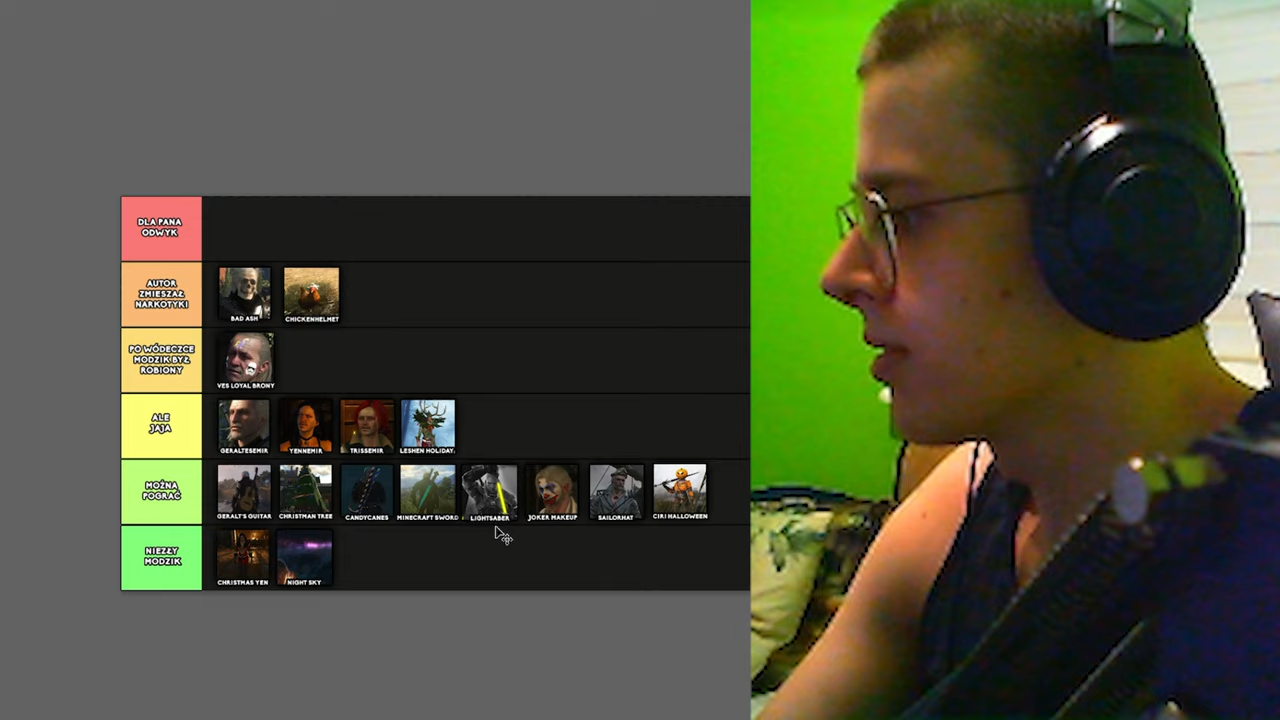 DLA PANA
ODWYK
AUTOR
ZMIESZAŁ
NARKOTYKI
BAD ASH
CHICKENHELMET
PO WÓDECZCE
MODZIK BYŁ
ROBIONY
VES LOYAL BRONY
ALE
JAJA
GERALTESEMIR
YENNEMIR
TRISSEMIR
LESHEN HOLIDAY
MOŻNA
POGRAĆ
GERALT'S GUITAR
CHRISTMAS TREE
CANDYCANES
MINECRAFT SWORD
LIGHTSABER
JOKER MAKEUP
SAILORHAT
CIRI HALLOWEEN
NIEZŁY
MODZIK
CHRISTMAS YEN
NIGHT SKY